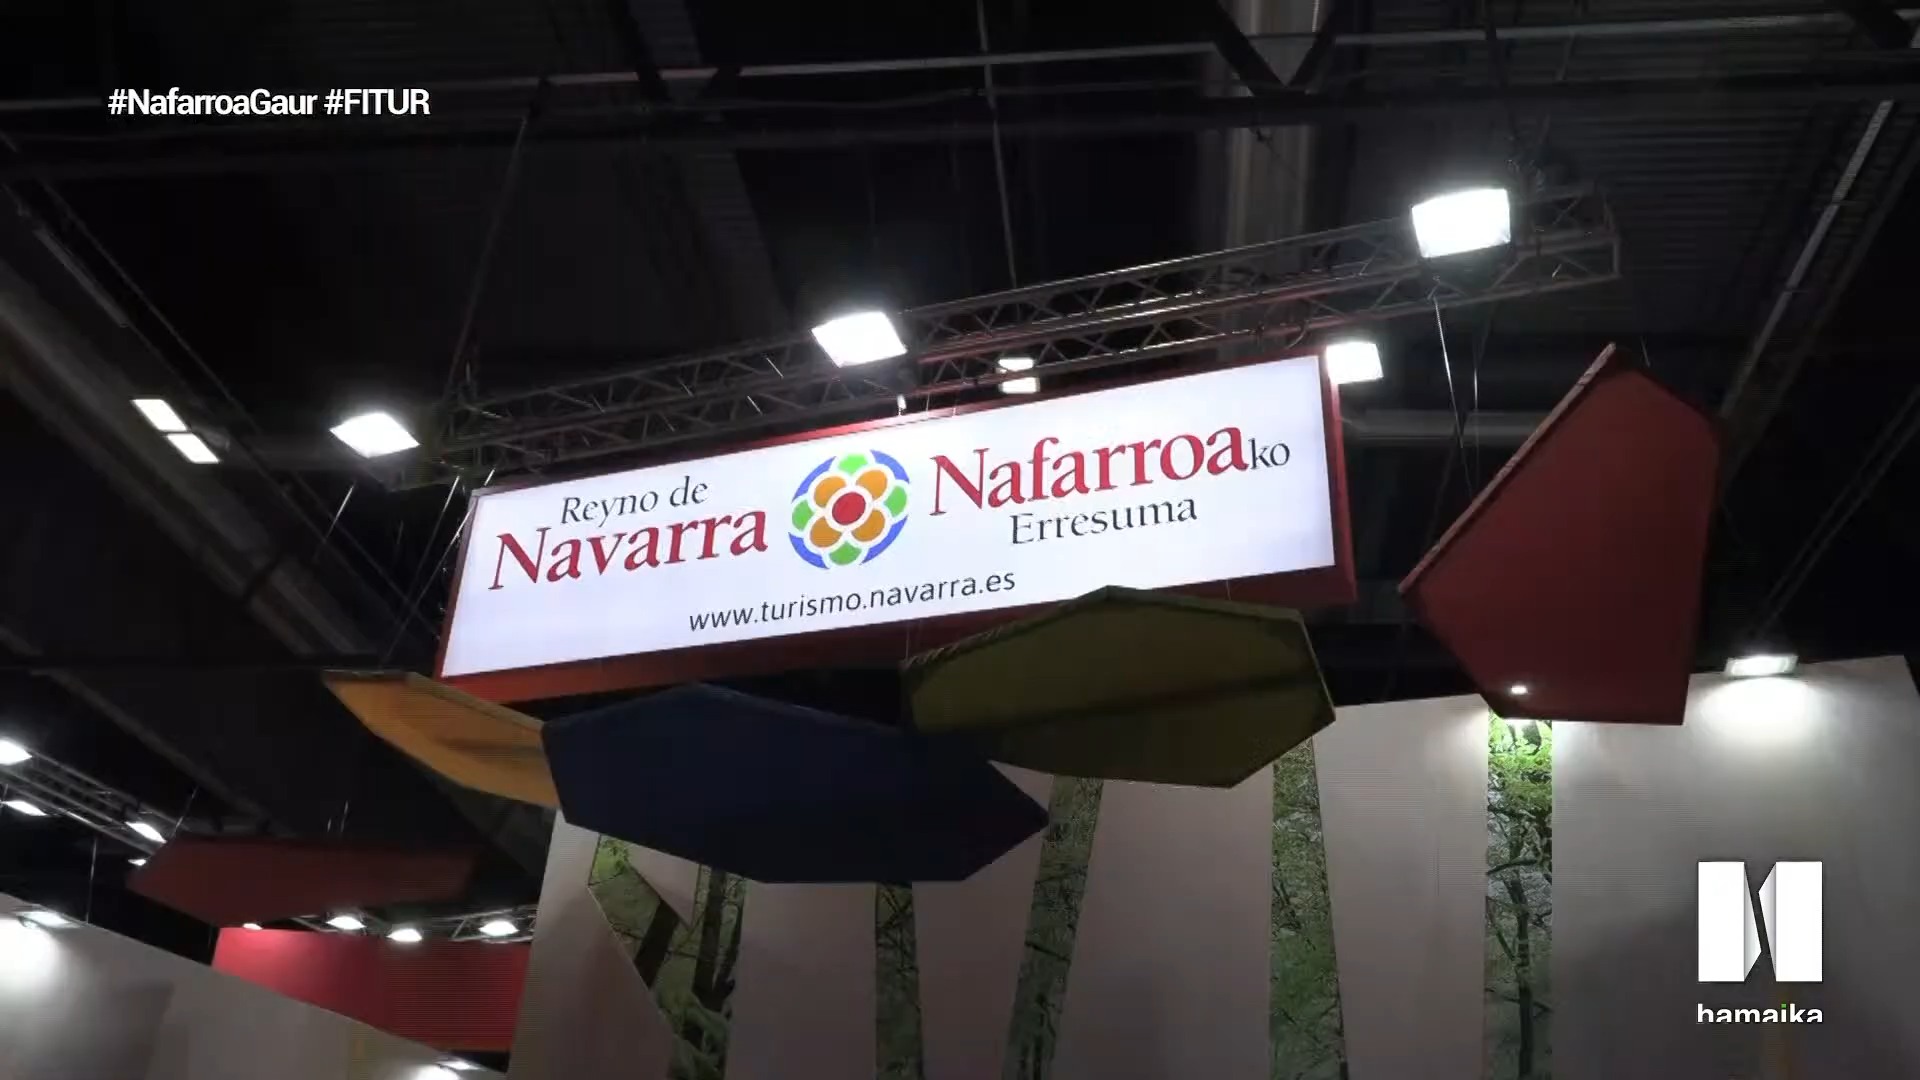 #NafarroaGaur #FITUR
Reyno de
Navarra
Nafarroako
Erresuma
www.turismo.navarra.es
hamaika